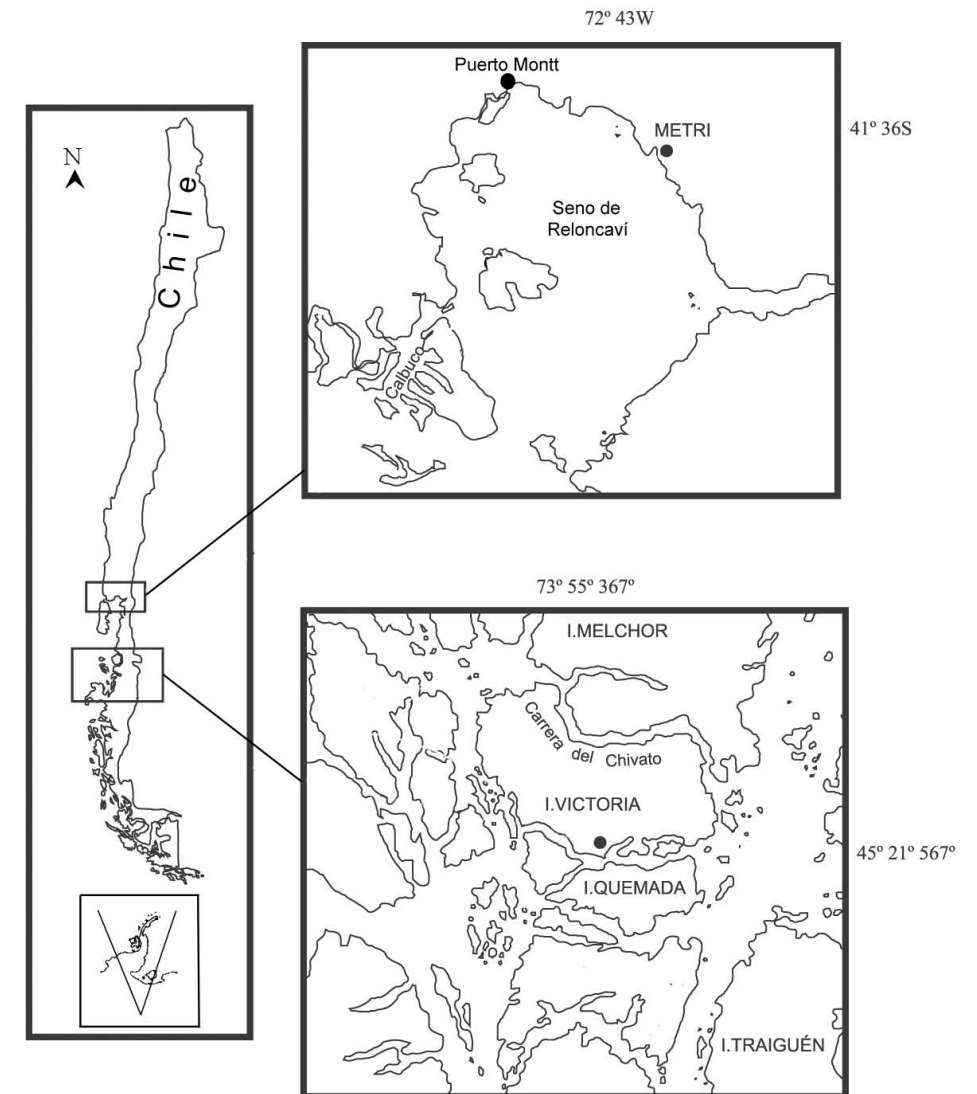 72º 43W
Puerto Montt
METRI
41º 36S
Seno de
Reloncaví
Calbuco
N
Chile
73º 55º 367º
I.MELCHOR
Carrera del Chivato
I.VICTORIA
45º 21º 567º
I.QUEMADA
I.TRAIGUÉN